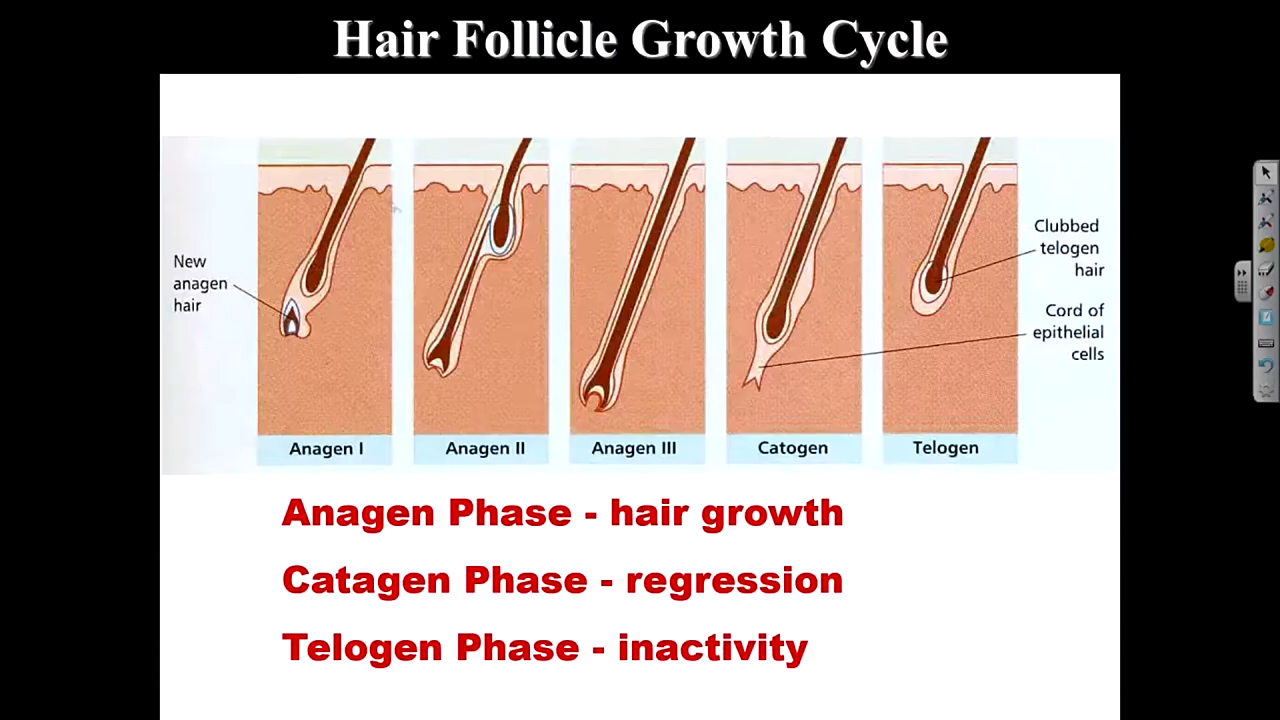 Hair Follicle Growth Cycle
New
anagen
hair
Clubbed
telogen
hair
Cord of
epithelial
cells
Anagen I
Anagen II
Anagen III
Catogen
Telogen
Anagen Phase - hair growth
Catagen Phase - regression
Telogen Phase - inactivity